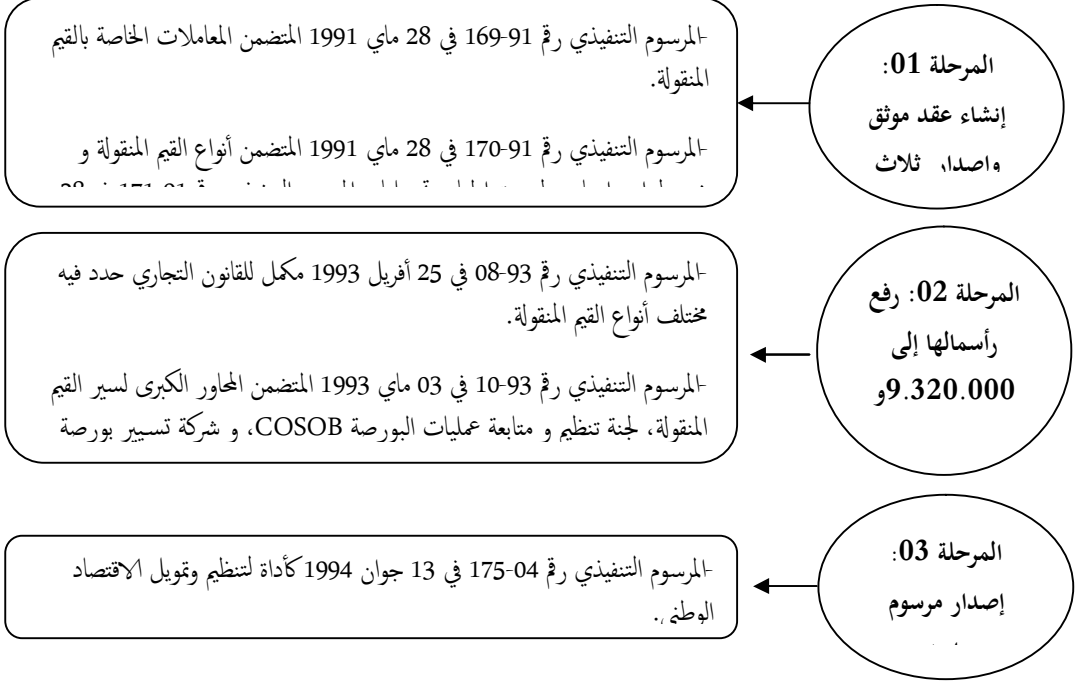 المرحلة 01:
إنشاء عقد موثق
واصدار ثلاث
-المرسوم التنفيذي رقم 91-169 في 28 ماي 1991 المتضمن المعاملات الخاصة بالقيم
المنقولة.
-المرسوم التنفيذي رقم 91-170 في 28 ماي 1991 المتضمن أنواع القيم المنقولة و
المرحلة 02: رفع
رأسمالها إلى
9.320.000و
-المرسوم التنفيذي رقم 93-08 في 25 أفريل 1993 مكمل للقانون التجاري حدد فيه
مختلف أنواع القيم المنقولة.
-المرسوم التنفيذي رقم 93-10 في 03 ماي 1993 المتضمن المحاور الكبرى لسير القيم
المنقولة، لجنة تنظيم و متابعة عمليات البورصة COSOB، و شركة تسيير بورصة
المرحلة 03:
إصدار مرسوم
-المرسوم التنفيذي رقم 04-175 في 13 جوان 1994 كأداة لتنظيم وتمويل الاقتصاد
الوطني.